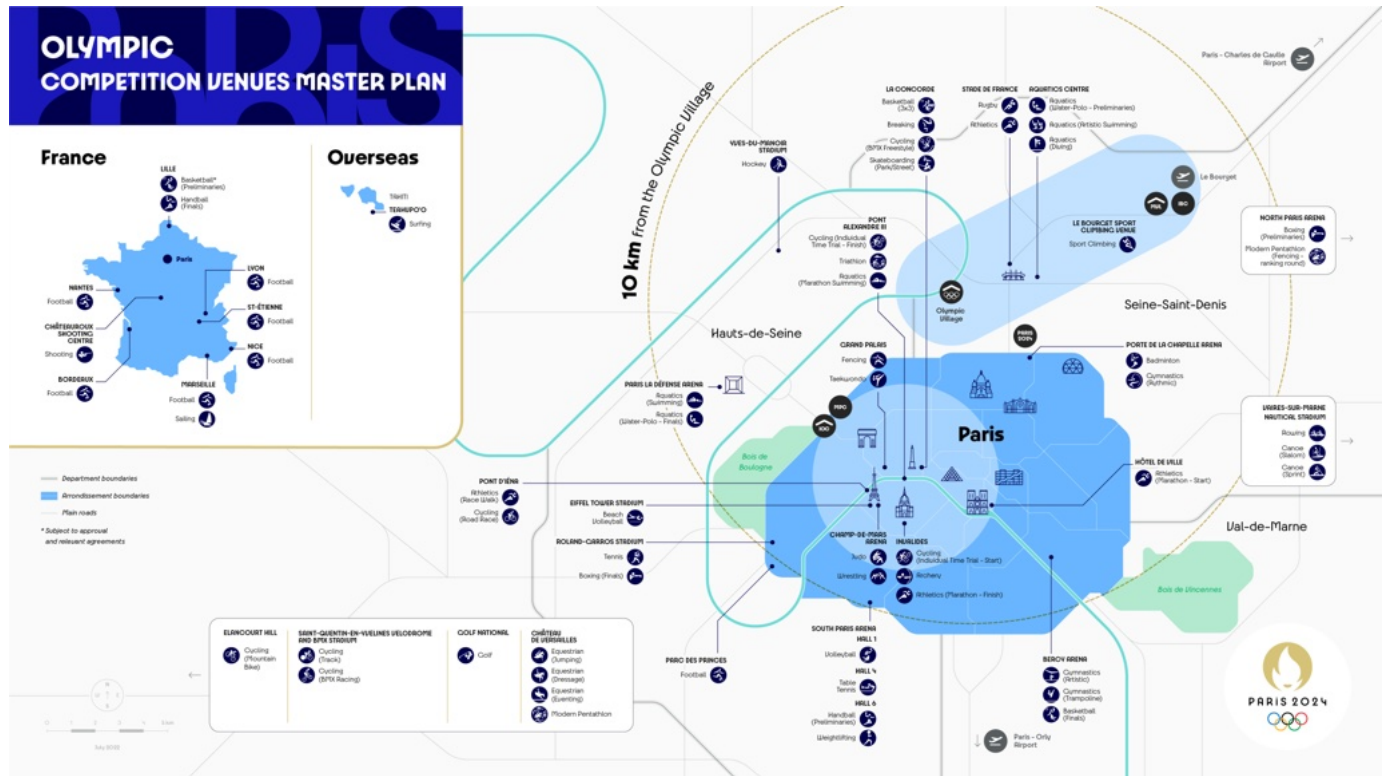 OLYMPIC
COMPETITION VENUES MASTER PLAN
France
LILLE
Basketball*
(Preliminaries)
Handball
(Finals)
Paris
LYON
Football
NANTES
Football
ST-ÉTIENNE
Football
CHÂTEAUROUX
SHOOTING
CENTRE
Shooting
NICE
Football
BORDEAUX
Football
MARSEILLE
Football
Sailing
Overseas
TAHITI
TEAHUPO'O
Surfing
Department boundaries
Arrondissement boundaries
Main roads
* Subject to approval
and relevant agreements
10 km from the Olympic Village
YVES-DU-MANOIR
STADIUM
Hockey
LA CONCORDE
Basketball
(3x3)
Breaking
Cycling
(BMX Freestyle)
Skateboarding
(Park/Street)
STADE DE FRANCE
Rugby
Athletics
AQUATICS CENTRE
Aquatics
(Water-Polo - Preliminaries)
Aquatics (Artistic Swimming)
Aquatics
(Diving)
Paris - Charles de Gaulle
Airport
Le Bourget
IBC
LE BOURGET SPORT
CLIMBING VENUE
Sport Climbing
NORTH PARIS ARENA
Boxing
(Preliminaries)
Modern Pentathlon
(Fencing -
ranking round)
PONT
ALEXANDRE III
Cycling (Individual
Time Trial - Finish)
Triathlon
Aquatics
(Marathon Swimming)
Olympic
Village
Seine-Saint-Denis
Hauts-de-Seine
PARIS
2024
GRAND PALAIS
Fencing
Taekwondo
PORTE DE LA CHAPELLE ARENA
Badminton
Gymnastics
(Rythmic)
PARIS LA DÉFENSE ARENA
Aquatics
(Swimming)
Aquatics
(Water-Polo - Finals)
MPC
Paris
VAIRES-SUR-MARNE
NAUTICAL STADIUM
Rowing
Canoe
(Slalom)
Canoe
(Sprint)
Bois de
Boulogne
HÔTEL DE VILLE
Athletics
(Marathon - Start)
PONT D'IÉNA
Athletics
(Race Walk)
Cycling
(Road Race)
EIFFEL TOWER STADIUM
Beach
Volleyball
ROLAND-GARROS STADIUM
Tennis
Boxing (Finals)
CHAMP-DE-MARS
ARENA
Judo
Wrestling
INVALIDES
Cycling
(Individual Time Trial - Start)
Archery
Athletics (Marathon - Finish)
Val-de-Marne
Bois de Vincennes
ELANCOURT HILL
Cycling
(Mountain
Bike)
SAINT-QUENTIN-EN-YVELINES VELODROME
AND BMX STADIUM
Cycling
(Track)
Cycling
(BMX Racing)
GOLF NATIONAL
Golf
CHÂTEAU
DE VERSAILLES
Equestrian
(Jumping)
Equestrian
(Dressage)
Equestrian
(Eventing)
Modern Pentathlon
PARC DES PRINCES
Football
SOUTH PARIS ARENA
HALL 1
Volleyball
HALL 4
Table
Tennis
HALL 6
Handball
(Preliminaries)
Weightlifting
BERCY ARENA
Gymnastics
(Artistic)
Gymnastics
(Trampoline)
Basketball
(Finals)
Paris - Orly
Airport
PARIS 2024
0 1 2 3 4